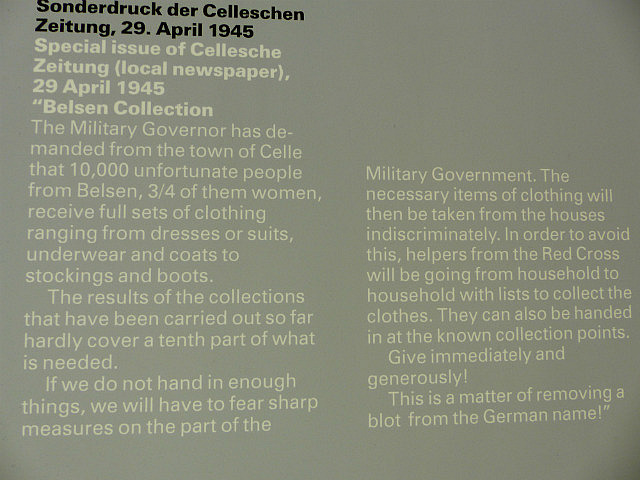 Sonderdruck der Celleschen
Zeitung, 29. April 1945
Special issue of Cellesche
Zeitung (local newspaper),
29 April 1945
“Belsen Collection
The Military Governor has de-
manded from the town of Celle
that 10,000 unfortunate people
from Belsen, 3/4 of them women,
receive full sets of clothing
ranging from dresses or suits,
underwear and coats to
stockings and boots.
The results of the collections
that have been carried out so far
hardly cover a tenth part of what
is needed.
If we do not hand in enough
things, we will have to fear sharp
measures on the part of the
Military Government. The
necessary items of clothing will
then be taken from the houses
indiscriminately. In order to avoid
this, helpers from the Red Cross
will be going from household to
household with lists to collect the
clothes. They can also be handed
in at the known collection points.
Give immediately and
generously!
This is a matter of removing a
blot from the German name!”